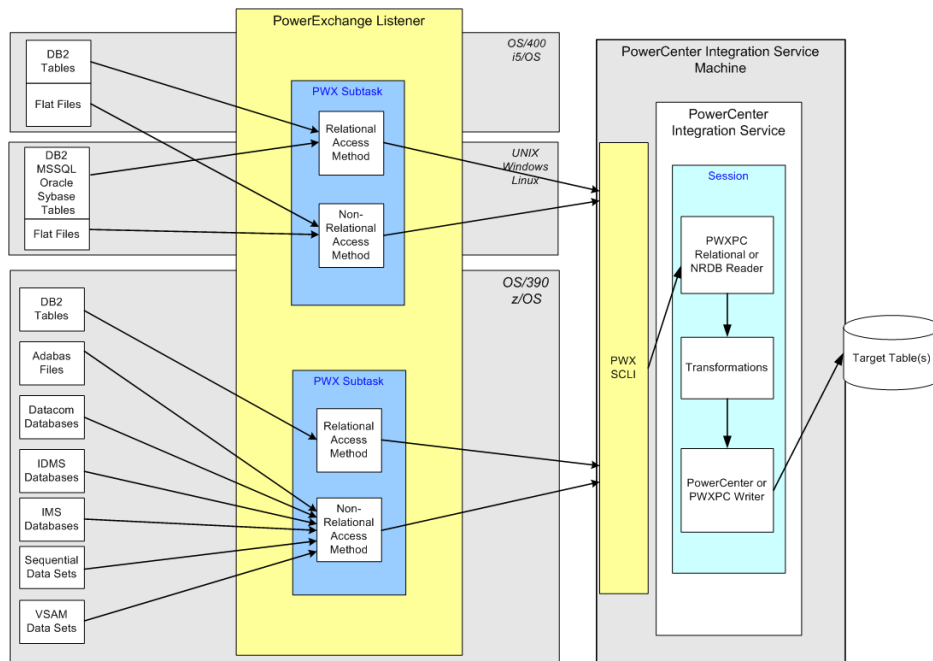 PowerExchange Listener
OS/400
i5/OS
DB2
Tables
Flat Files
PWX Subtask
Relational
Access
Method
UNIX
Windows
Linux
DB2
MSSQL
Oracle
Sybase
Tables
Flat Files
Non-
Relational
Access
Method
OS/390
z/OS
DB2
Tables
Adabas
Files
Datacom
Databases
IDMS
Databases
IMS
Databases
Sequential
Data Sets
VSAM
Data Sets
PWX Subtask
Relational
Access
Method
Non-
Relational
Access
Method
PowerCenter Integration Service
Machine
PWX
SCLI
PowerCenter
Integration Service
Session
PWXPC
Relational or
NRDB Reader
Transformations
PowerCenter or
PWXPC Writer
Target Table(s)